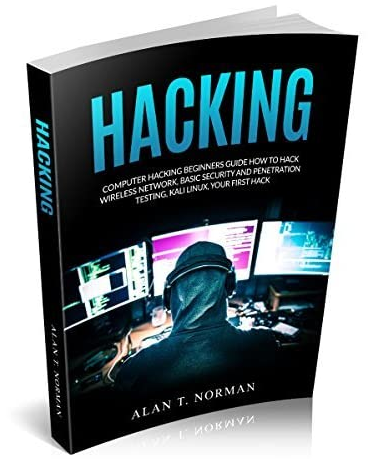 HACKING
COMPUTER HACKING BEGINNERS GUIDE HOW TO HACK
WIRELESS NETWORK, BASIC SECURITY AND PENETRATION
TESTING, KALI LINUX, YOUR FIRST HACK
ALAN T. NORMAN
HACKING
ALAN T. NORMAN